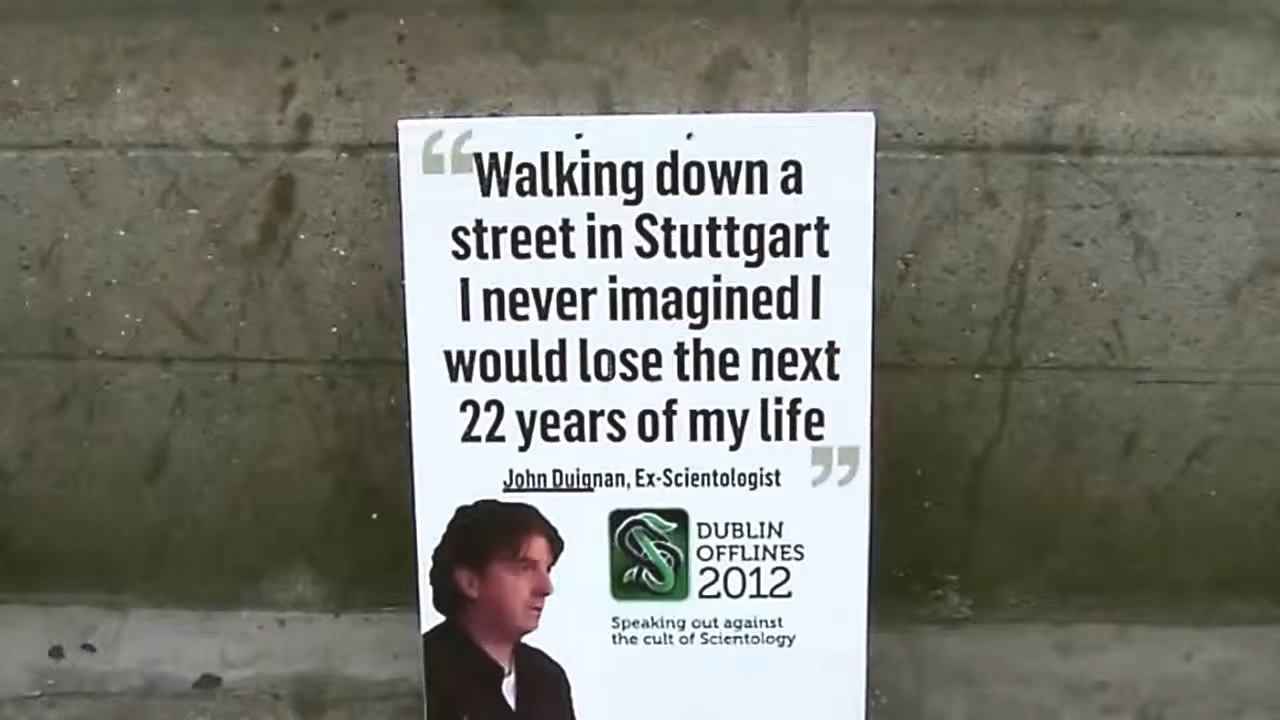 “Walking down a
street in Stuttgart
I never imagined I
would lose the next
22 years of my life”
John Duignan, Ex-Scientologist
DUBLIN
OFFLINES
2012
Speaking out against
the cult of Scientology